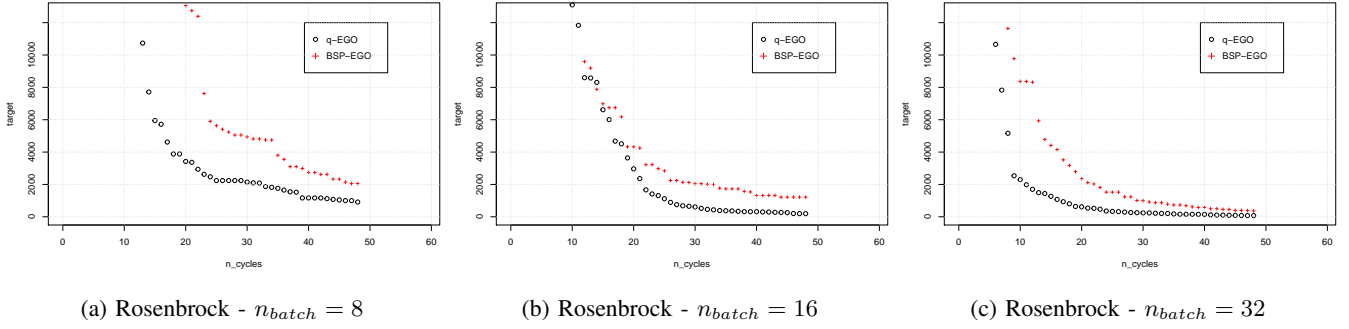 target
0 2000 4000 6000 8000 10000
q−EGO
BSP−EGO
0 10 20 30 40 50 60
n_cycles
(a) Rosenbrock - n_batch = 8
target
0 2000 4000 6000 8000 10000
q−EGO
BSP−EGO
0 10 20 30 40 50 60
n_cycles
(b) Rosenbrock - n_batch = 16
target
0 2000 4000 6000 8000 10000
q−EGO
BSP−EGO
0 10 20 30 40 50 60
n_cycles
(c) Rosenbrock - n_batch = 32